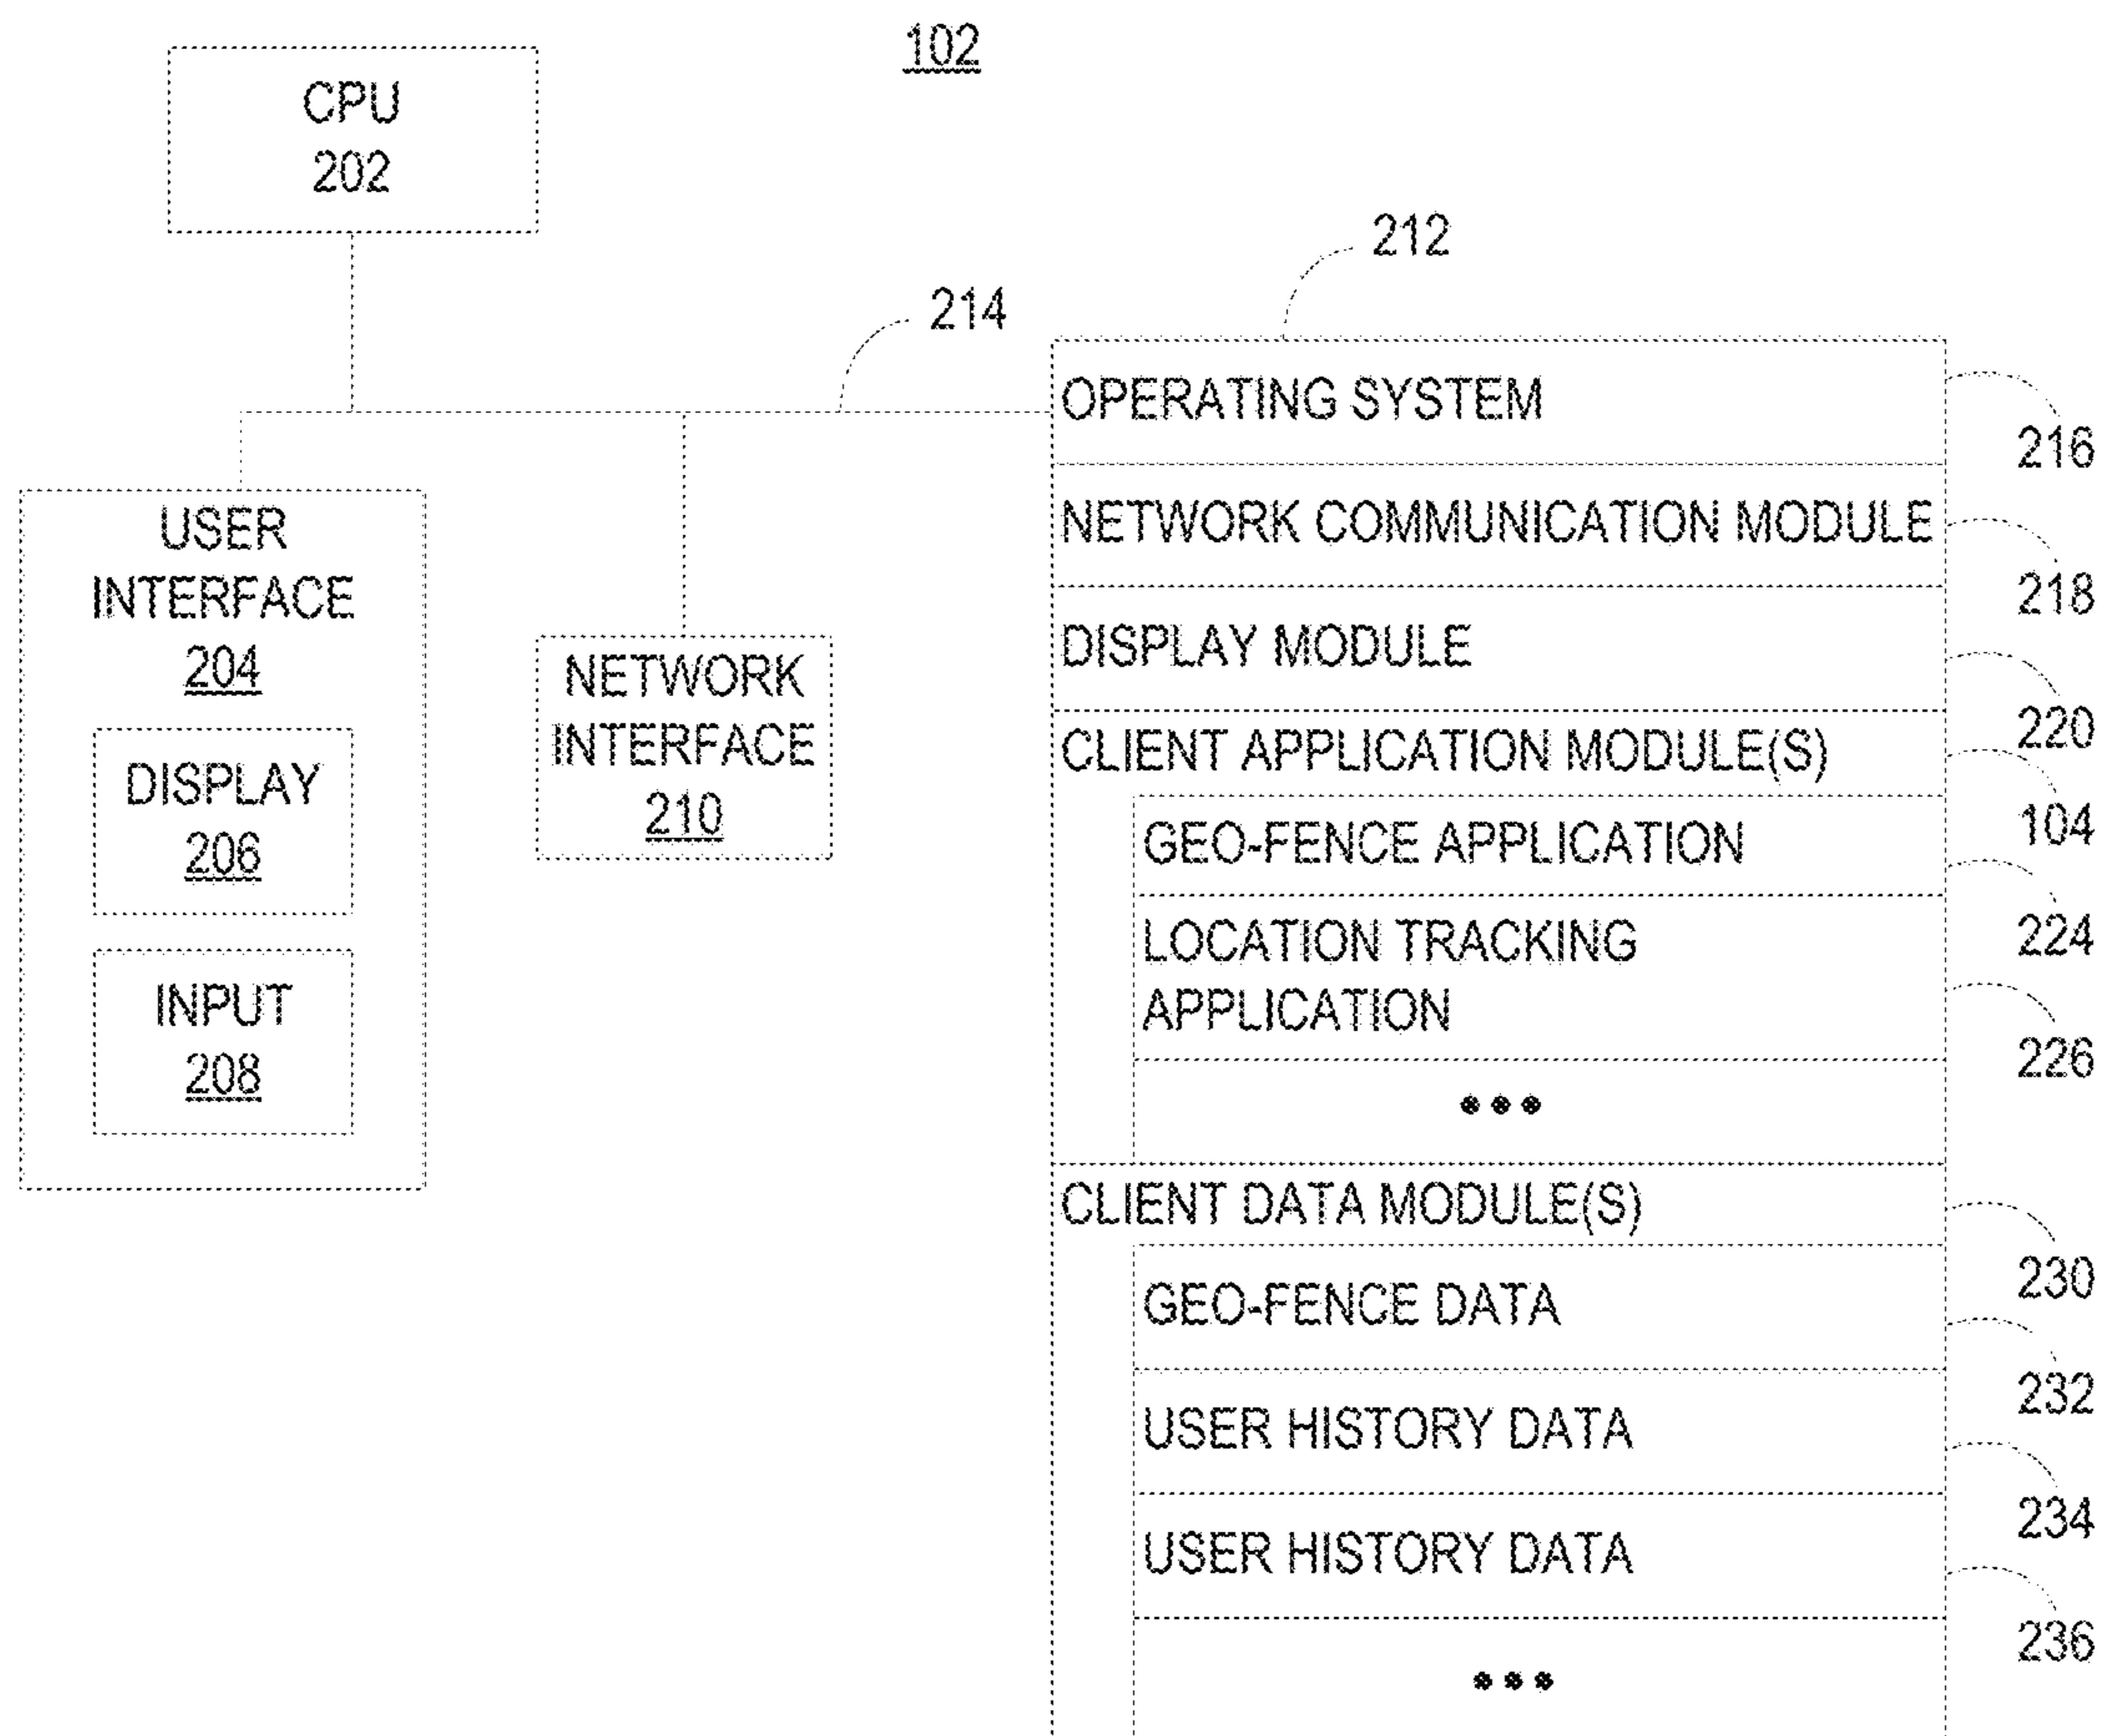 102
CPU
202
212
214
OPERATING SYSTEM
216
NETWORK COMMUNICATION MODULE
218
DISPLAY MODULE
220
CLIENT APPLICATION MODULE(S)
104
GEO-FENCE APPLICATION
224
LOCATION TRACKING
APPLICATION
226
•••
CLIENT DATA MODULE(S)
230
GEO-FENCE DATA
232
USER HISTORY DATA
234
USER HISTORY DATA
236
•••
USER
INTERFACE
204
DISPLAY
206
INPUT
208
NETWORK
INTERFACE
210